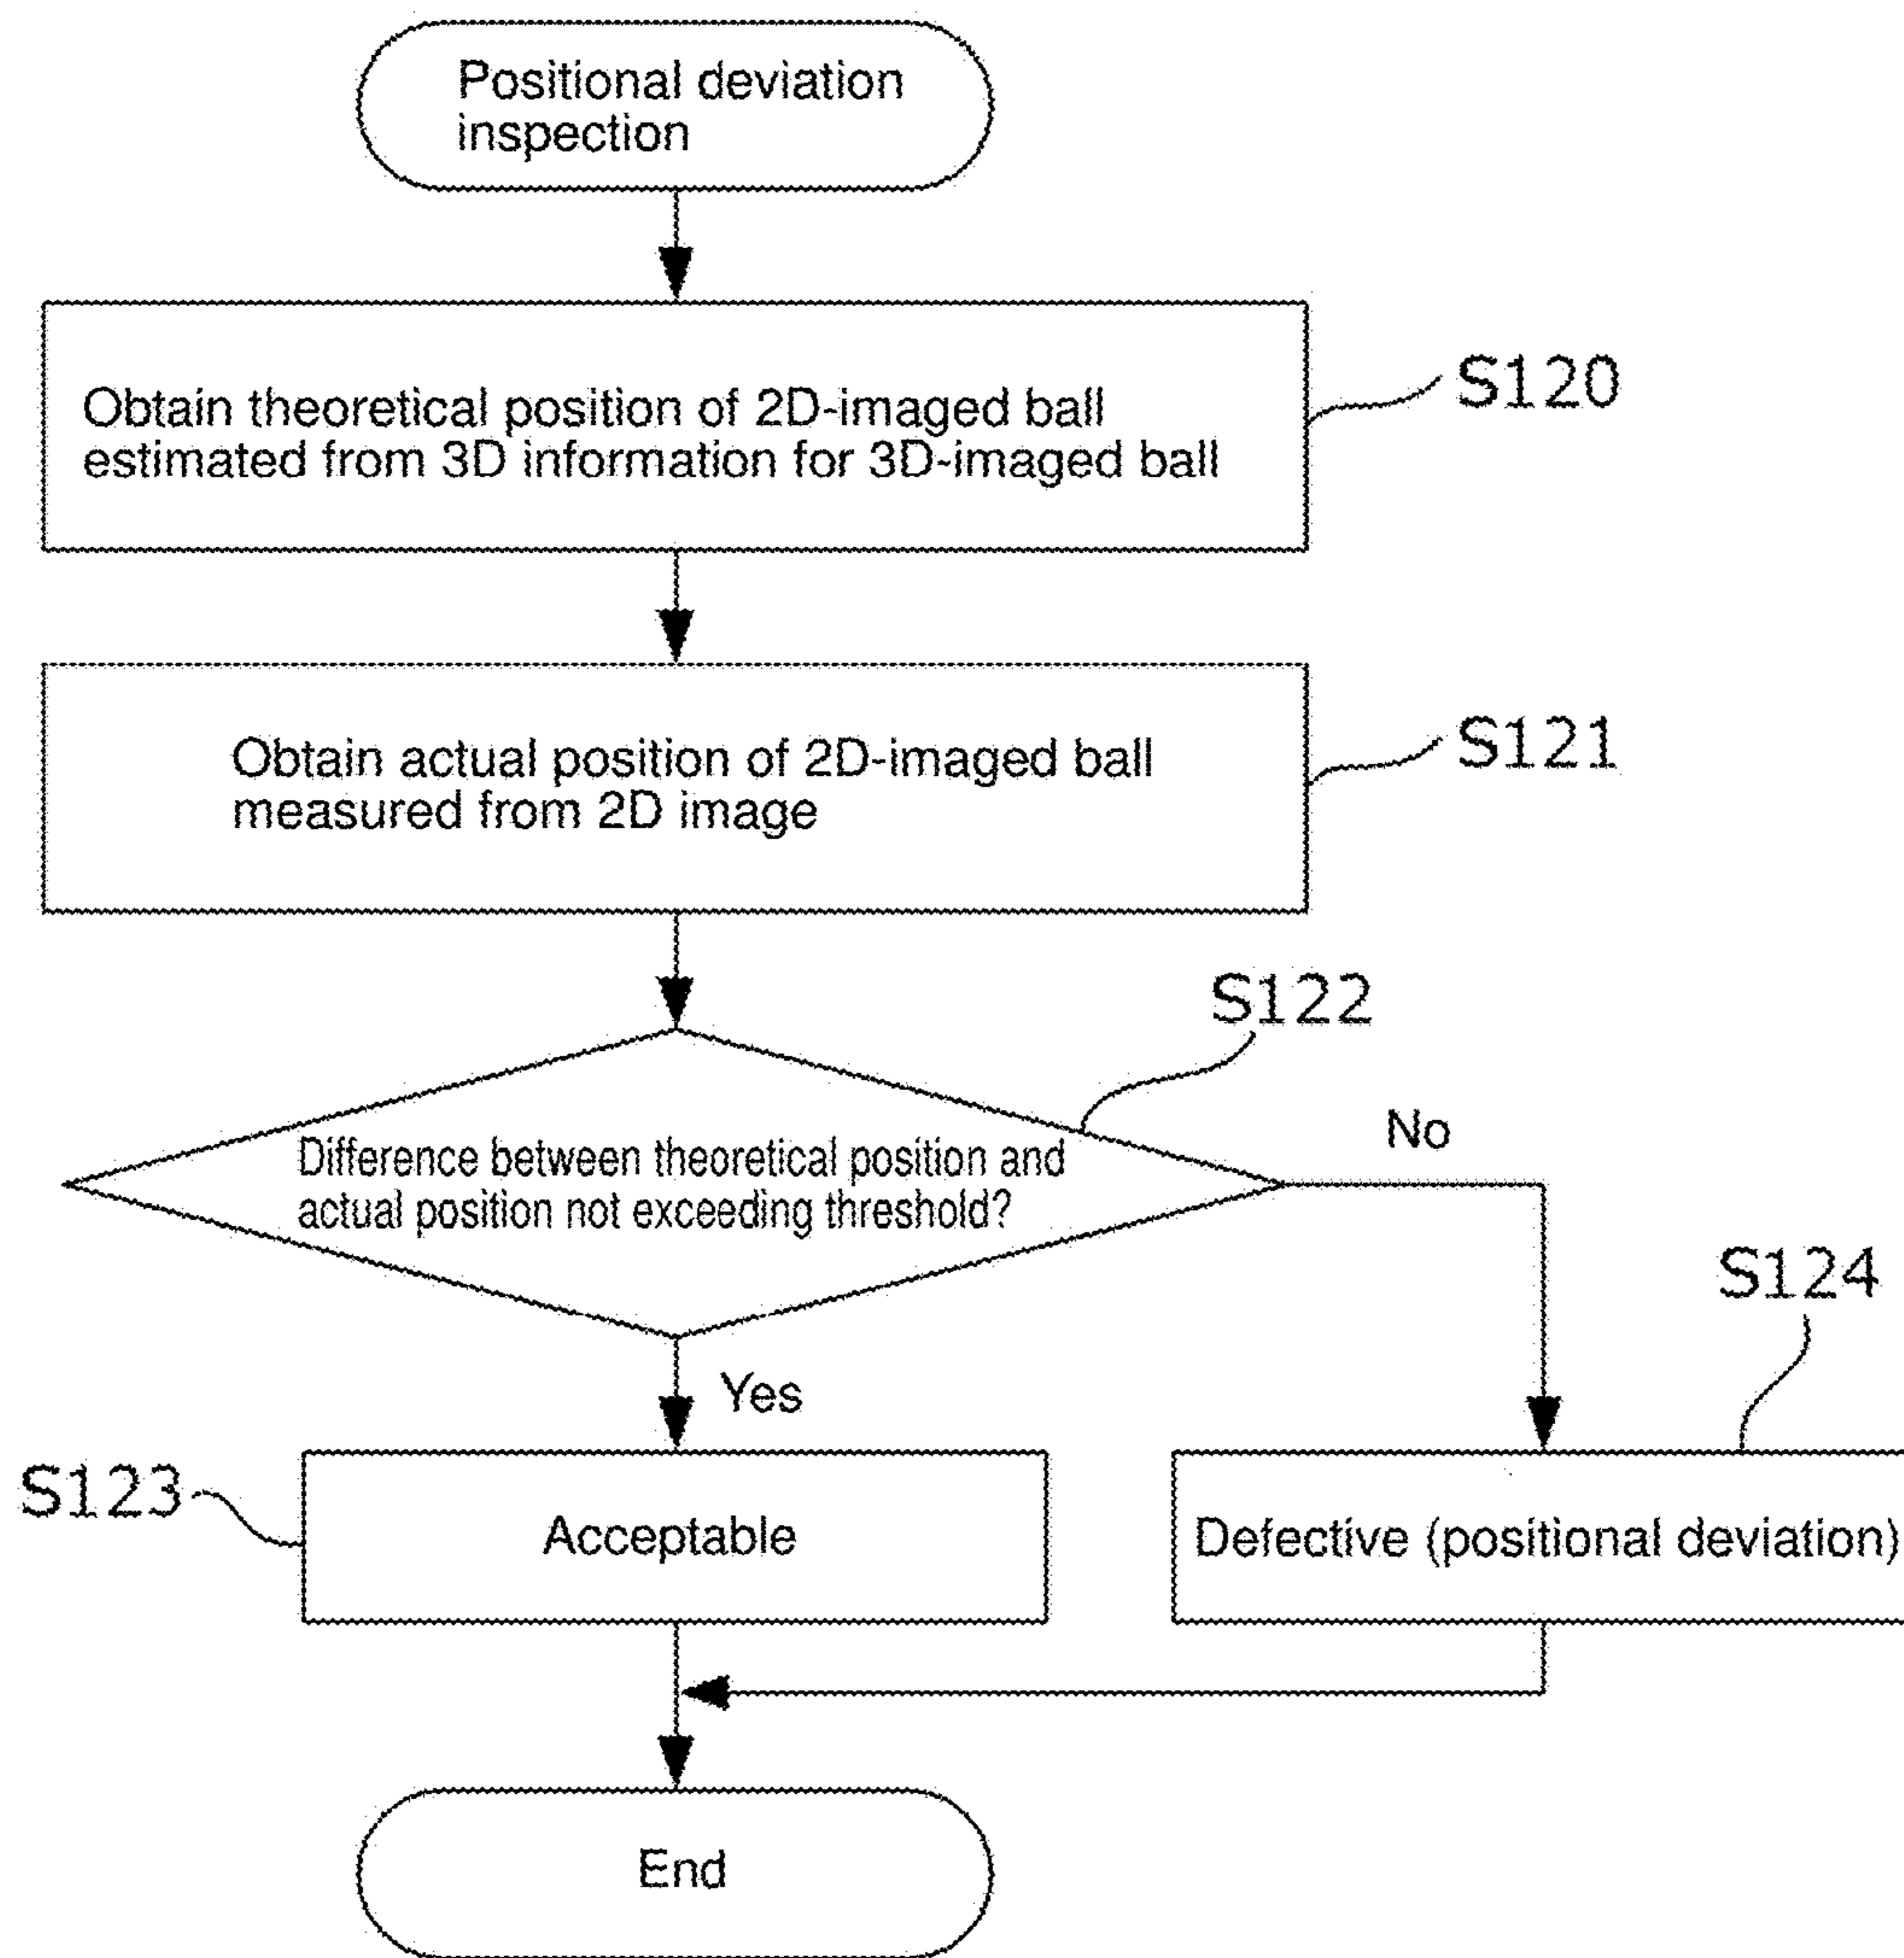 Positional deviation
inspection
Obtain theoretical position of 2D-imaged ball
estimated from 3D information for 3D-imaged ball
S120
Obtain actual position of 2D-imaged ball
measured from 2D image
S121
S122
Difference between theoretical position and
actual position not exceeding threshold?
No
Yes
S124
S123
Acceptable
Defective (positional deviation)
End